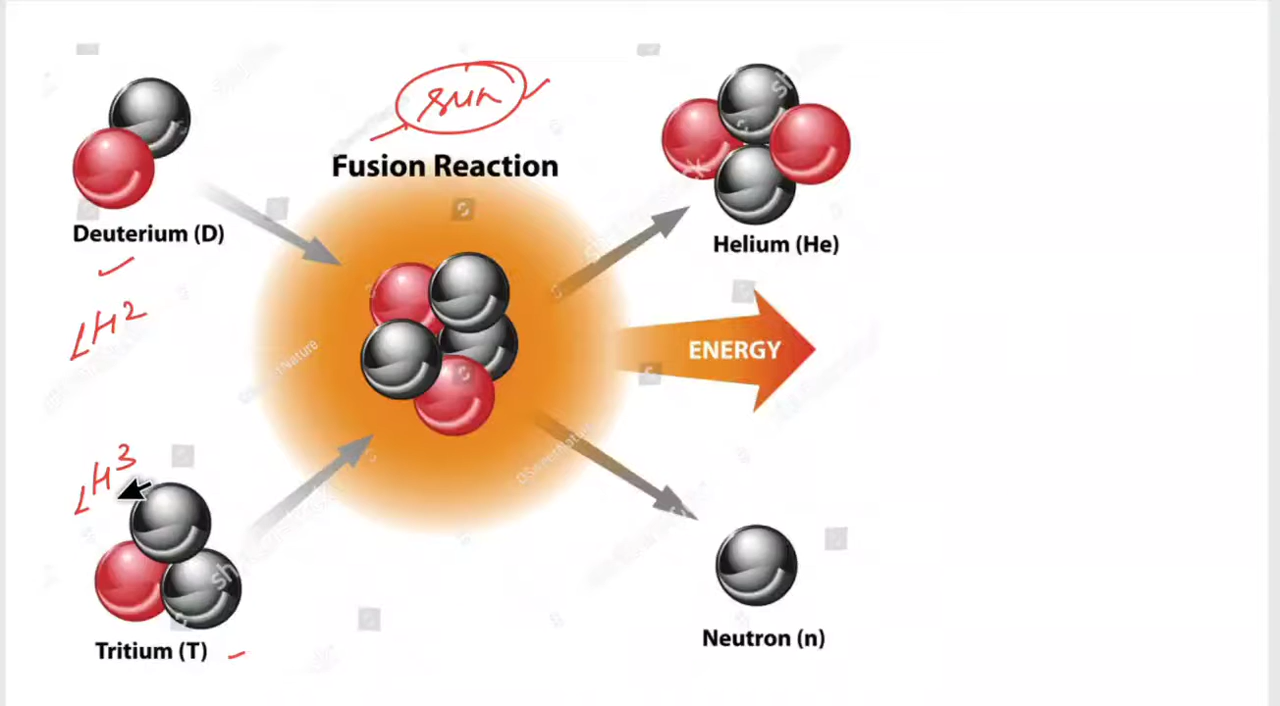 sun
Fusion Reaction
Deuterium (D)
Helium (He)
1H2
ENERGY
1H3
Tritium (T)
Neutron (n)